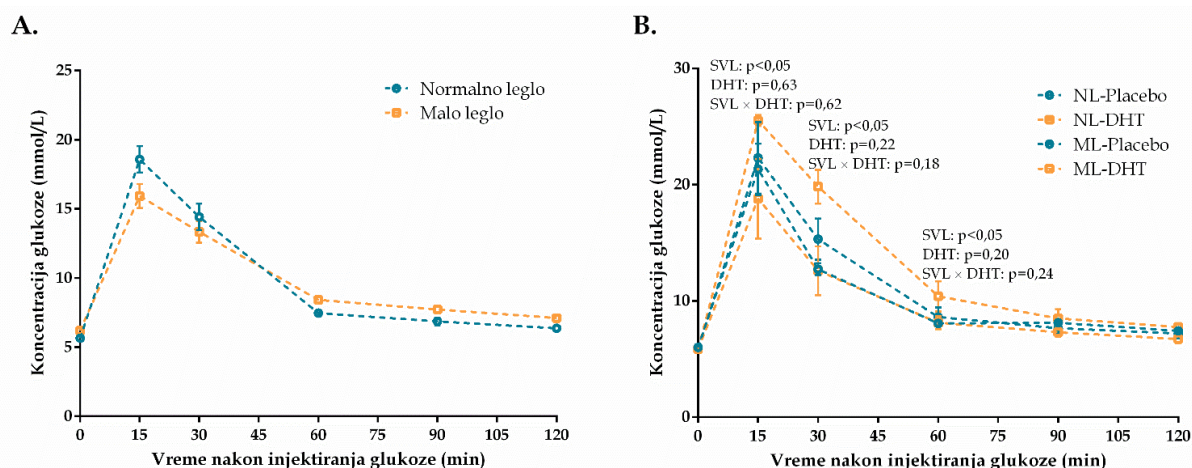 A.
Koncentracija glukoze (mmol/L)
25
20
15
10
5
0
0 15 30 45 60 75 90 105 120
Vreme nakon injektiranja glukoze (min)
Normalno leglo
Malo leglo
B.
Koncentracija glukoze (mmol/L)
30
20
10
0
0 15 30 45 60 75 90 105 120
Vreme nakon injektiranja glukoze (min)
SVL: p<0,05
DHT: p=0,63
SVL × DHT: p=0,62
SVL: p<0,05
DHT: p=0,22
SVL × DHT: p=0,18
SVL: p<0,05
DHT: p=0,20
SVL × DHT: p=0,24
NL-Placebo
NL-DHT
ML-Placebo
ML-DHT